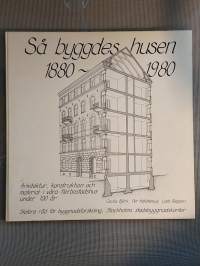 Så byggdes husen
1880 ~ 1980
Arkitektur, konstruktion och
material i våra flerbostadshus
under 100 år
Cecilia Björk, Per Kallstenius, Laila Reppen
Statens råd för byggnadsforskning, Stockholms stadsbyggnadskontor